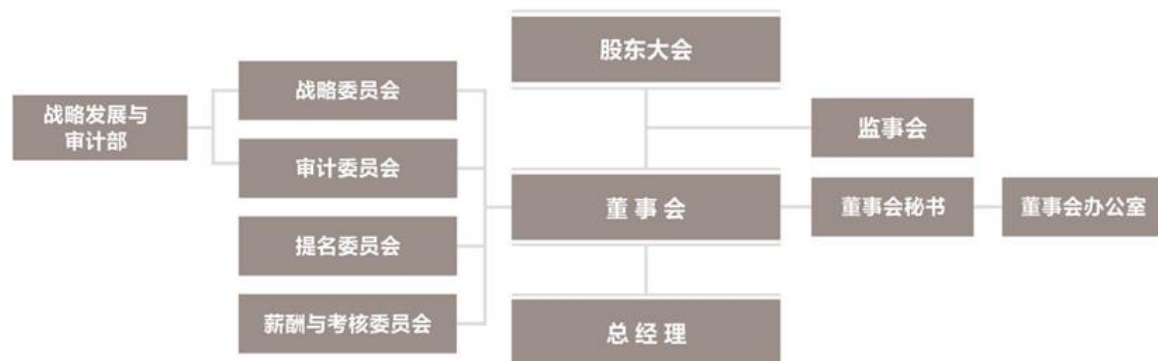 股东大会
战略委员会
战略发展与
审计部
监事会
审计委员会
董事会
董事会秘书
董事会办公室
提名委员会
薪酬与考核委员会
总经理